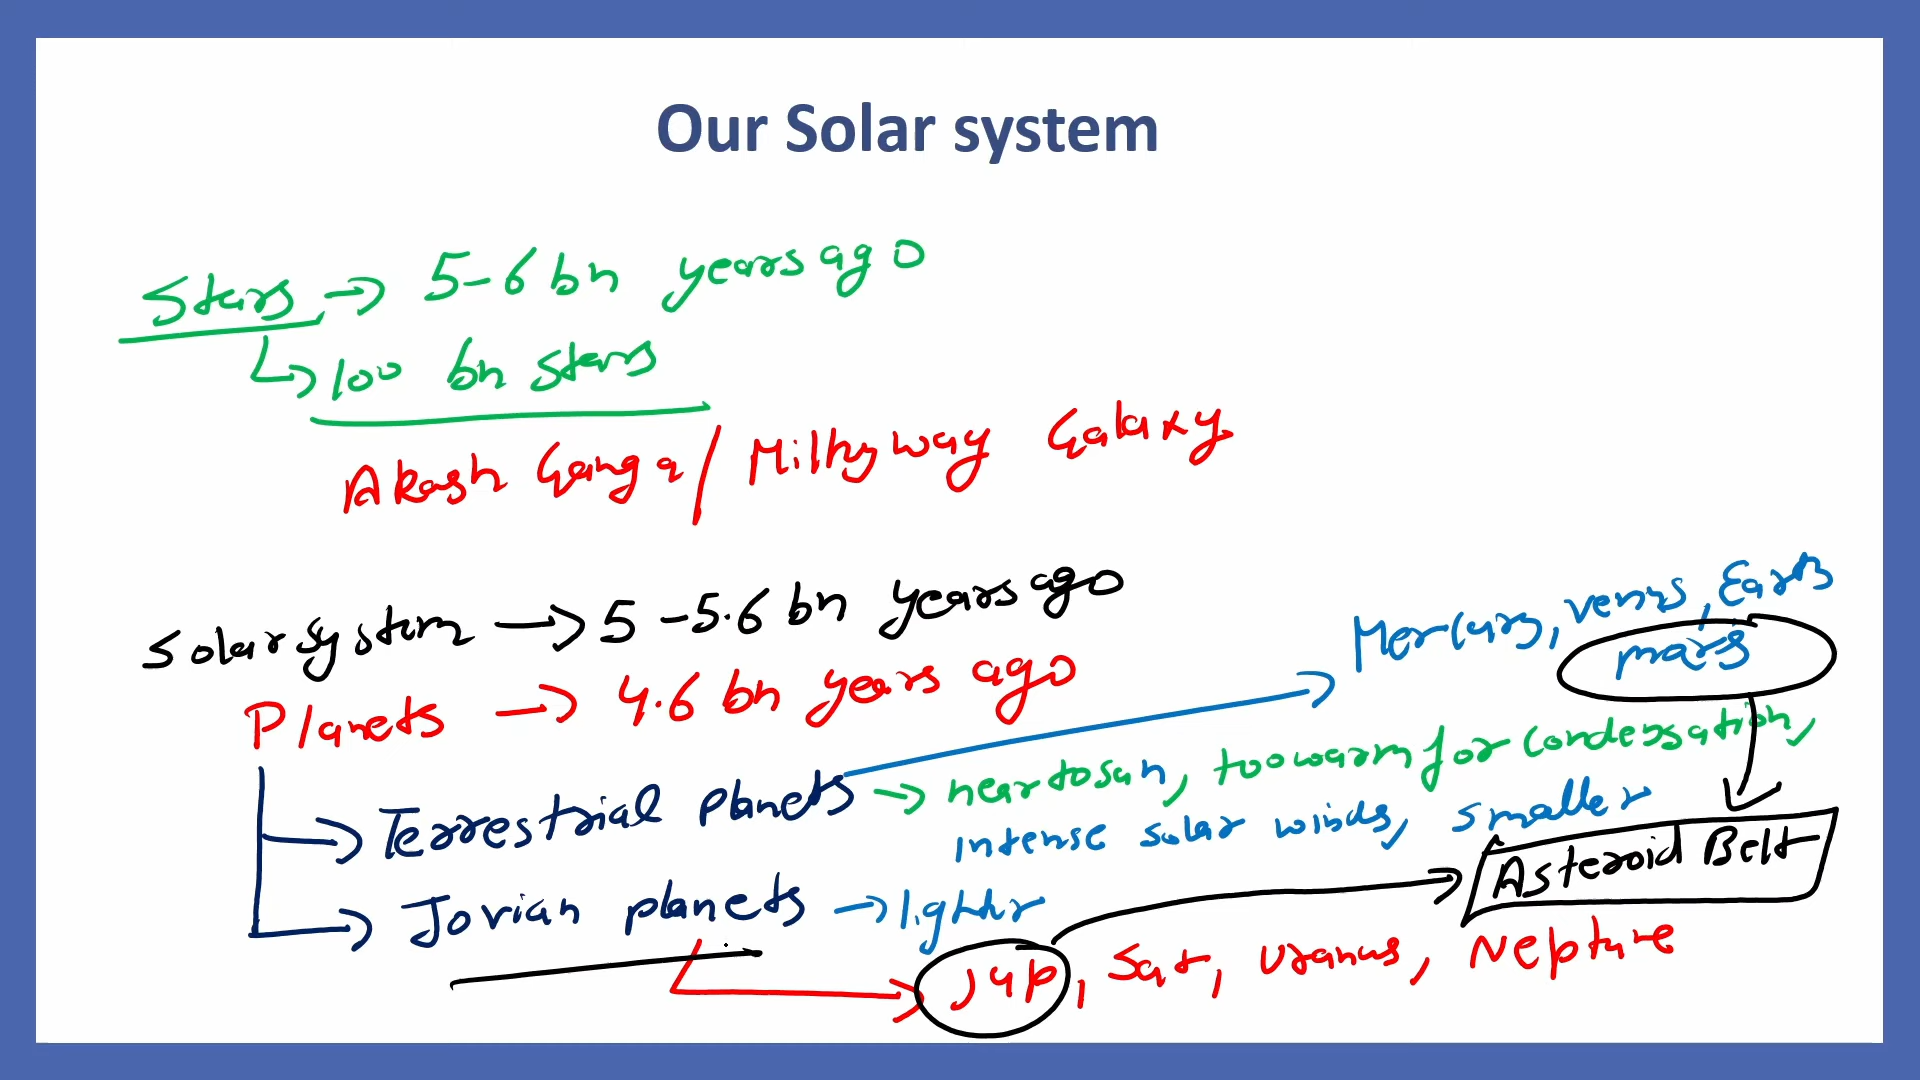 Our Solar system
Stars → 5-6 bn years ago
100 bn stars
Akash Ganga / Milkyway Galaxy
Solar system → 5-5.6 bn years ago
Planets → 4.6 bn years ago
Mercury, venus, Earth
mars
Terrestrial planets → near to sun, too warm for condensation,
intense solar winds, smaller
Asteroid Belt
Jovian planets → lighter
Jup, Sat, Uranus, Neptune